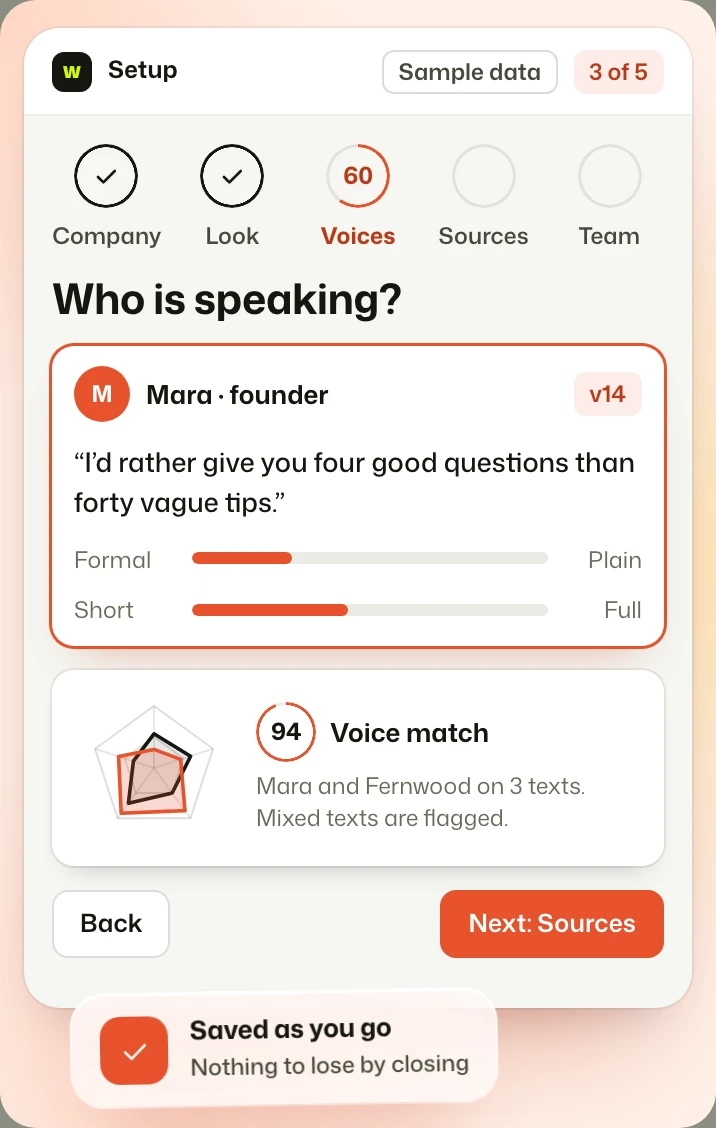 w Setup Sample data 3 of 5
60
Company Look Voices Sources Team
Who is speaking?
M Mara · founder v14
“I’d rather give you four good questions than
forty vague tips.”
Formal Plain
Short Full
94 Voice match
Mara and Fernwood on 3 texts.
Mixed texts are flagged.
Back Next: Sources
Saved as you go
Nothing to lose by closing